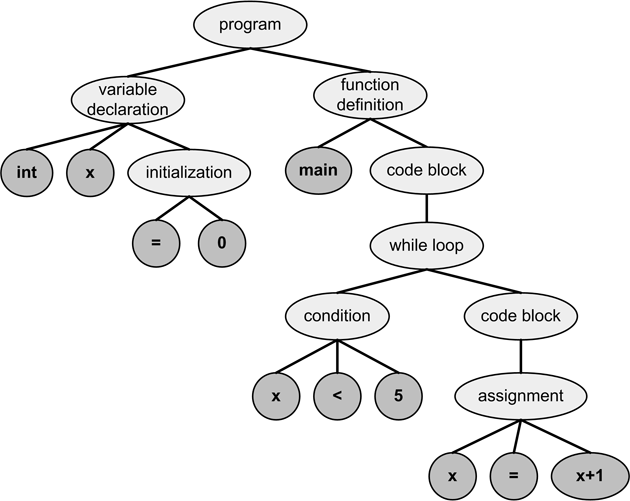 program
variable
declaration
function
definition
int
x
initialization
main
code block
=
0
while loop
condition
code block
x
<
5
assignment
x
=
x+1